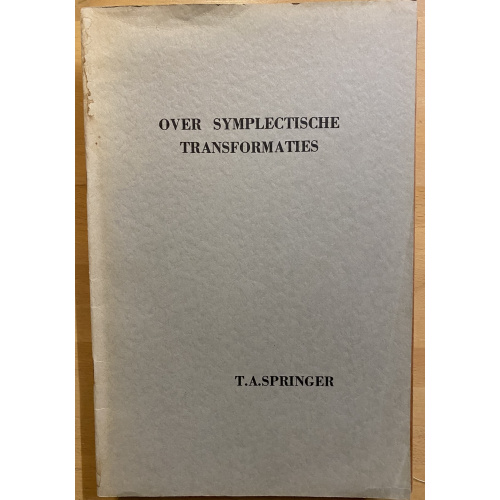 OVER SYMPLECTISCHE
TRANSFORMATIES
T.A.SPRINGER